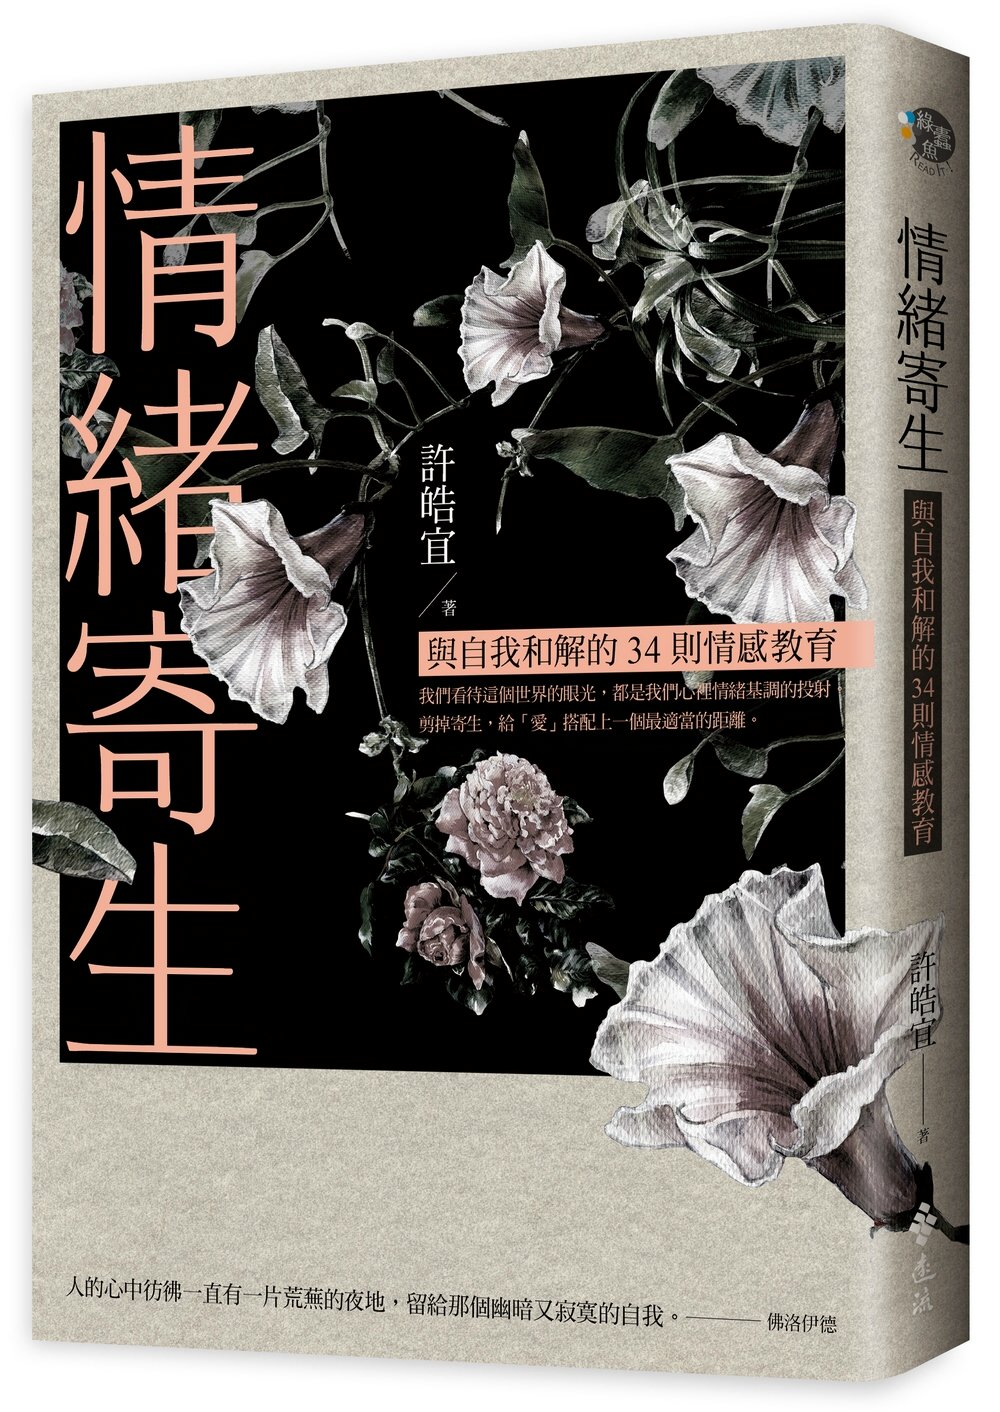 情緒寄生
許皓宜／著
與自我和解的 34 則情感教育
我們看待這個世界的眼光，都是我們心裡情緒基調的投射。
剪掉寄生，給「愛」搭配上一個最適當的距離。
人的心中彷彿一直有一片荒蕪的夜地，留給那個幽暗又寂寞的自我。——佛洛伊德
綠蠹魚
READ IT!
情緒寄生
與自我和解的34則情感教育
許皓宜——著
遠流